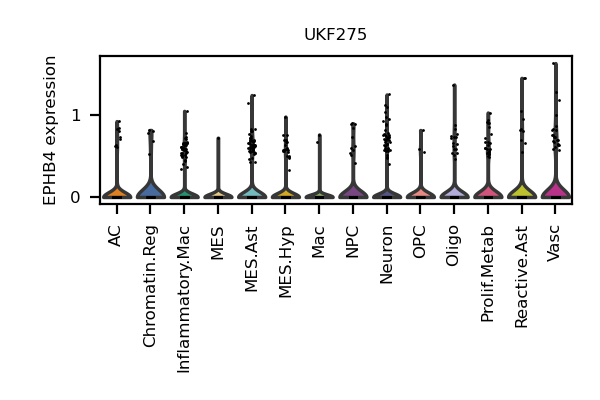 UKF275
EPHB4 expression
1
0
AC
Chromatin.Reg
Inflammatory.Mac
MES
MES.Ast
MES.Hyp
Mac
NPC
Neuron
OPC
Oligo
Prolif.Metab
Reactive.Ast
Vasc